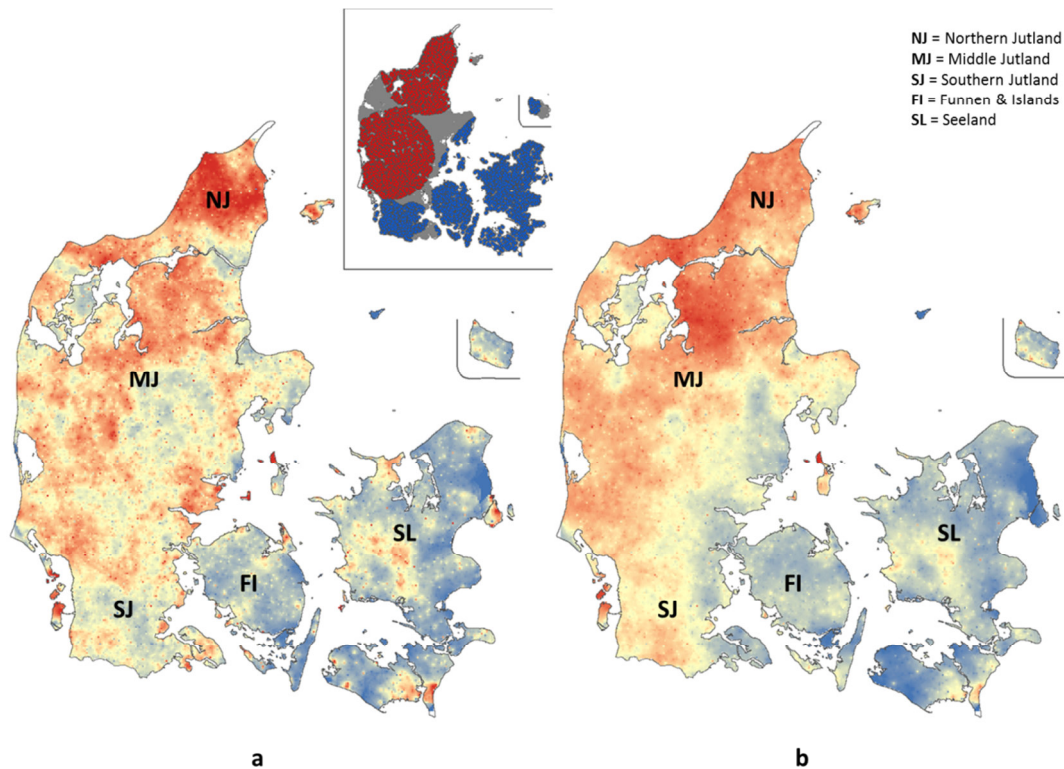 NJ = Northern Jutland
MJ = Middle Jutland
SJ = Southern Jutland
FI = Funnen & Islands
SL = Seeland
NJ
NJ
MJ
MJ
SL
SL
FI
FI
SJ
SJ
a
b